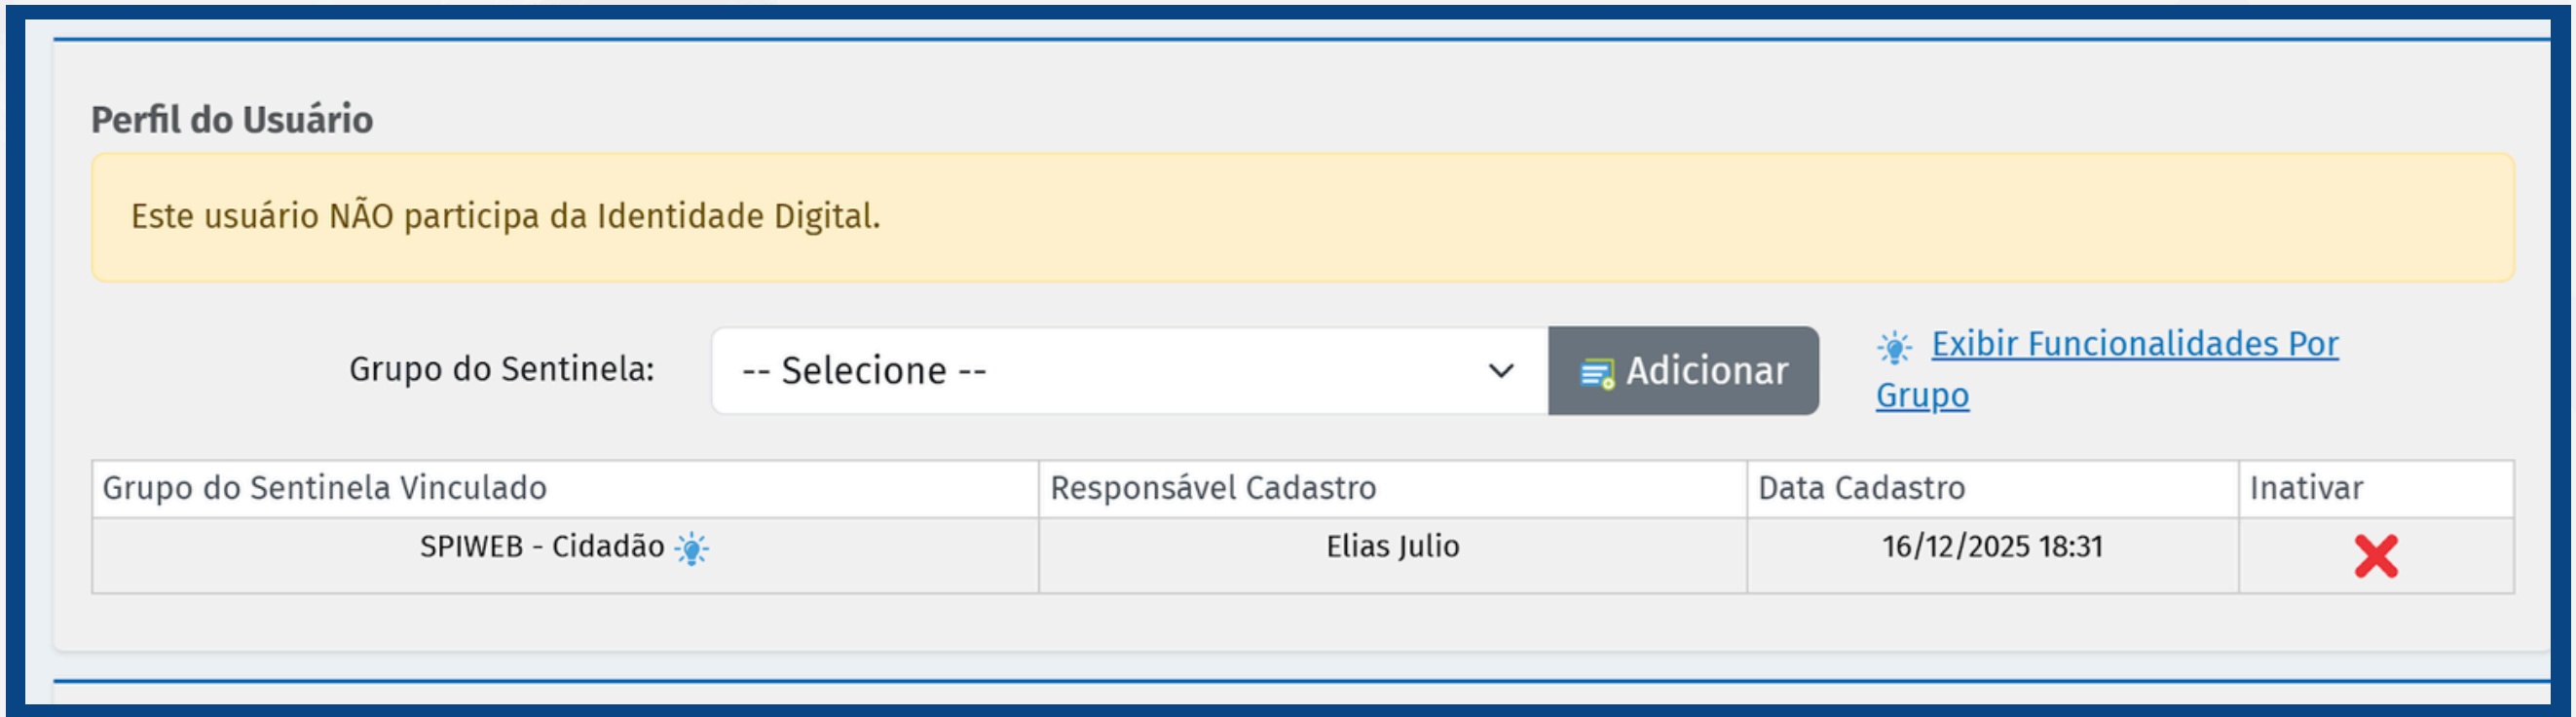 Perfil do Usuário
Este usuário NÃO participa da Identidade Digital.
Grupo do Sentinela: -- Selecione -- Adicionar Exibir Funcionalidades Por
Grupo
Grupo do Sentinela Vinculado Responsável Cadastro Data Cadastro Inativar
SPIWEB - Cidadão Elias Julio 16/12/2025 18:31